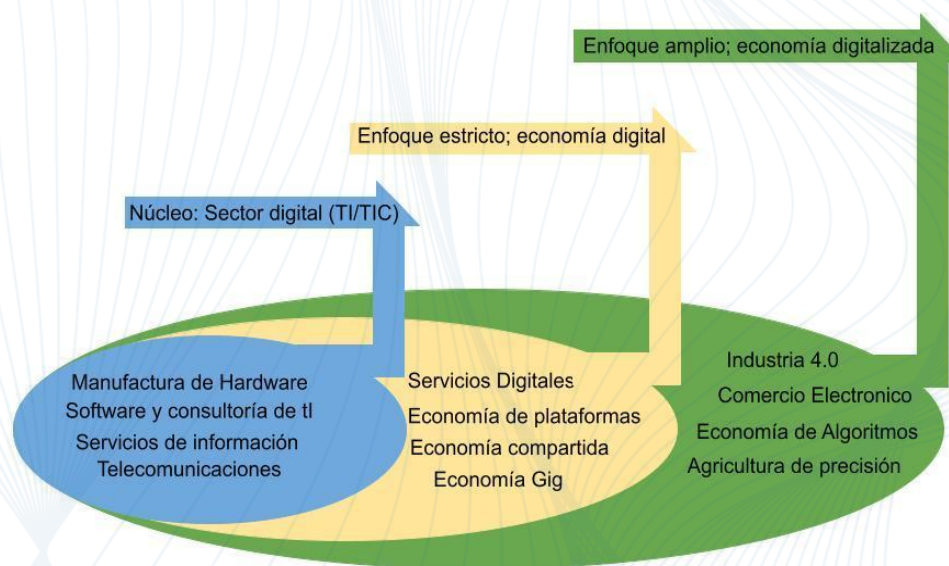 Enfoque amplio; economía digitalizada
Enfoque estricto; economía digital
Núcleo: Sector digital (TI/TIC)
Manufactura de Hardware
Software y consultoría de tI
Servicios de información
Telecomunicaciones
Servicios Digitales
Economía de plataformas
Economía compartida
Economía Gig
Industria 4.0
Comercio Electronico
Economía de Algoritmos
Agricultura de precisión